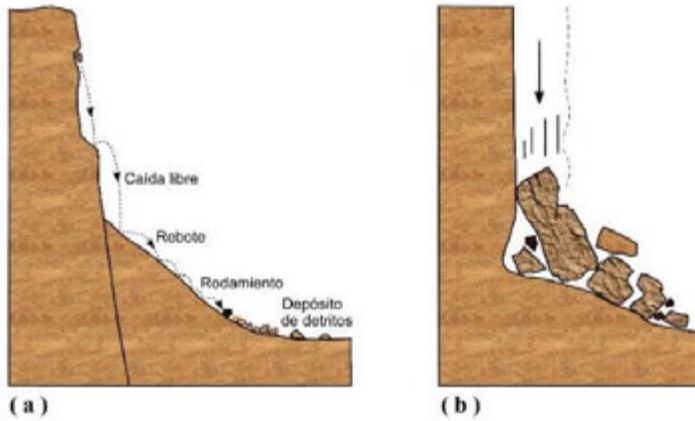 Caída libre
Rebote
Rodamiento
Depósito
de detritos
( a )
( b )